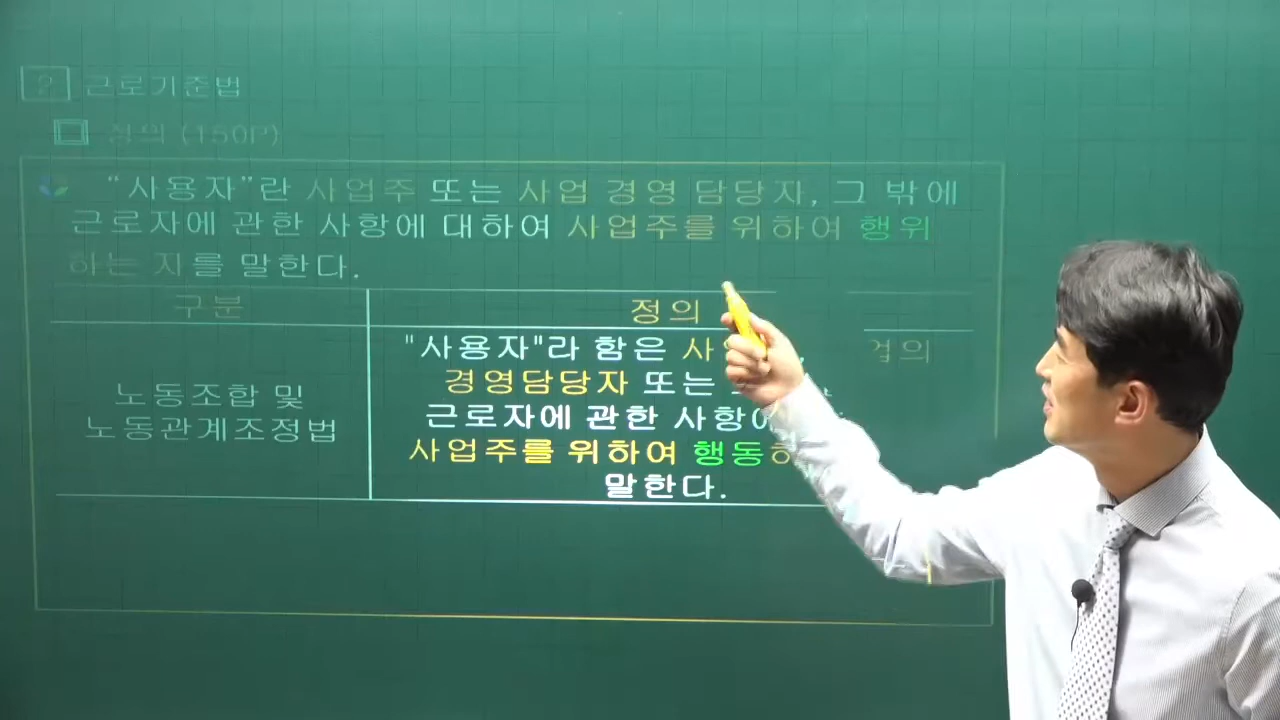 근로기준법
정의 (150P)
“사용자”란 사업주 또는 사업 경영 담당자, 그 밖에
근로자에 관한 사항에 대하여 사업주를 위하여 행위
하는 자를 말한다.
구분 정의
"사용자"라 함은
경영담당자 또는
노동조합 및
근로자에 관한
노동관계조정법
사업주를 위하여 행동
말한다.